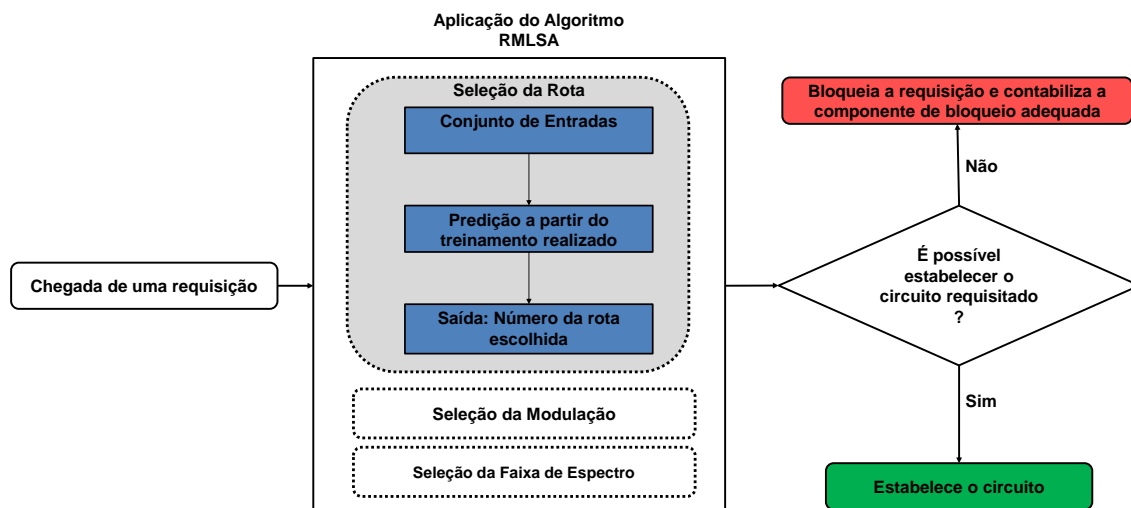 Aplicação do Algoritmo
RMLSA
Seleção da Rota
Conjunto de Entradas
Predição a partir do
treinamento realizado
Saída: Número da rota
escolhida
Seleção da Modulação
Seleção da Faixa de Espectro
Chegada de uma requisição
Bloqueia a requisição e contabiliza a
componente de bloqueio adequada
Não
É possível
estabelecer o
circuito requisitado
?
Sim
Estabelece o circuito